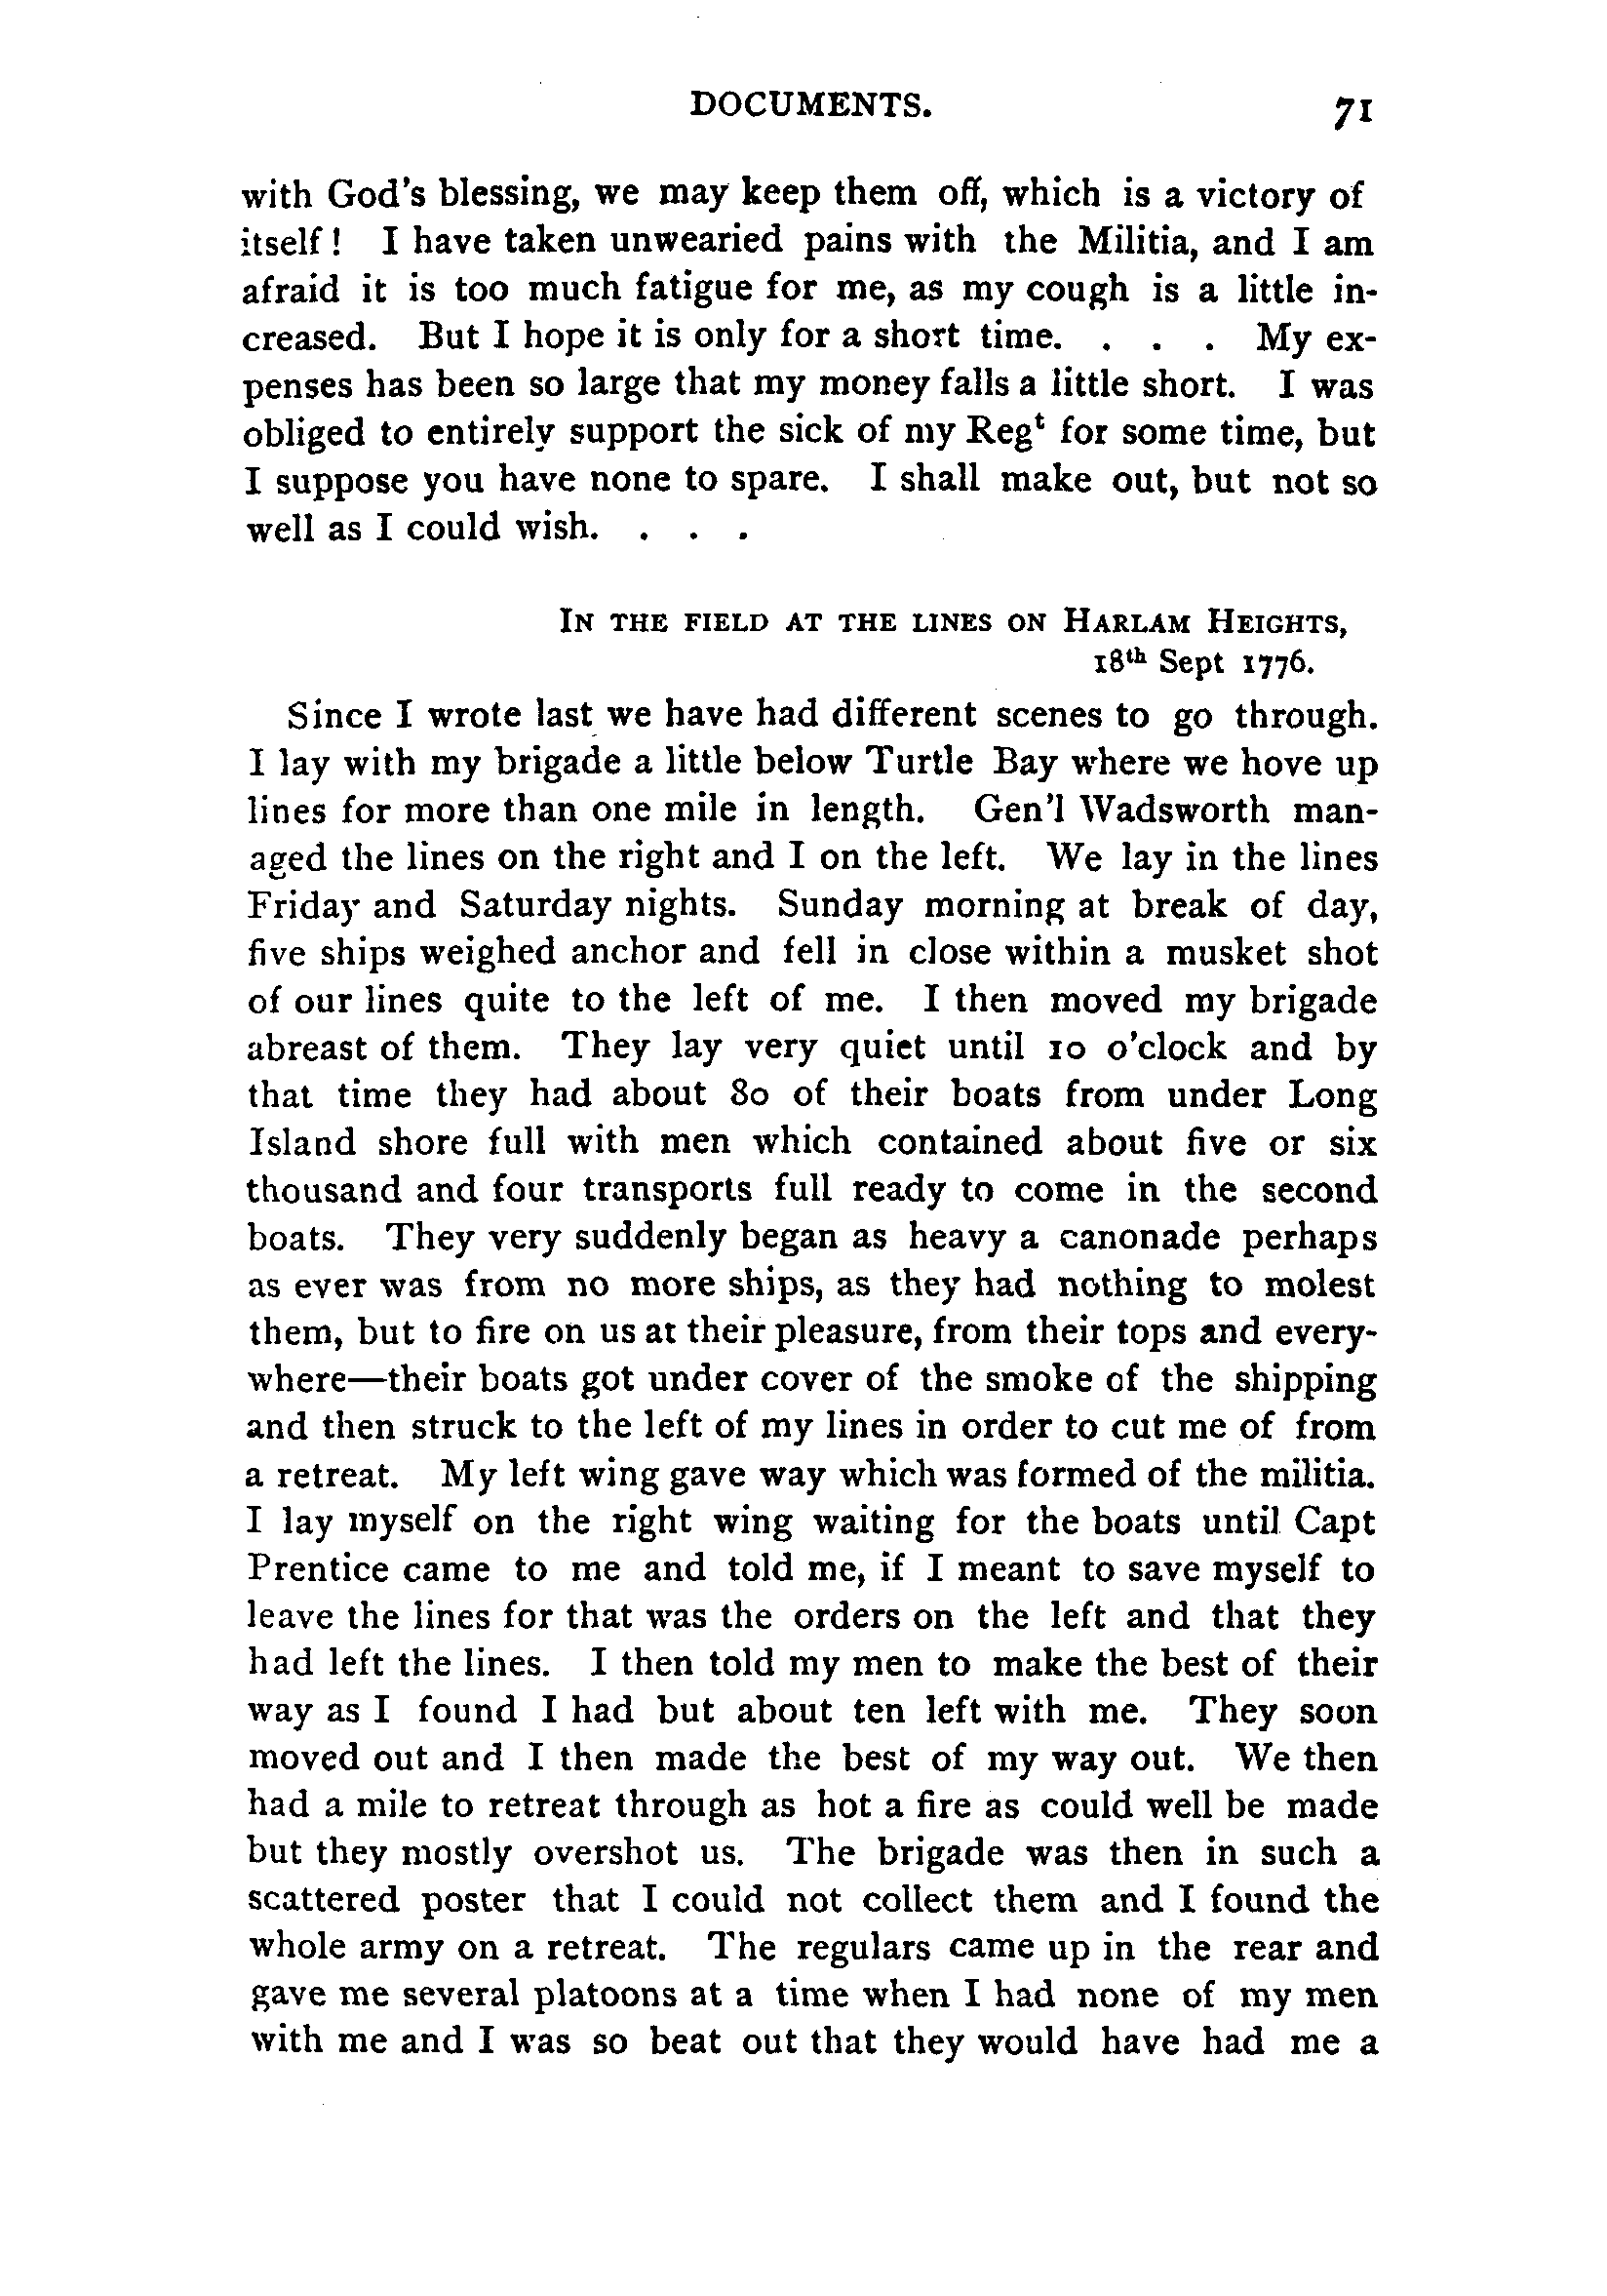 DOCUMENTS. 71
with God's blessing, we may keep them off, which is a victory of
itself! I have taken unwearied pains with the Militia, and I am
afraid it is too much fatigue for me, as my cough is a little in-
creased. But I hope it is only for a short time. . . . My ex-
penses has been so large that my money falls a little short. I was
obliged to entirely support the sick of my Regᵗ for some time, but
I suppose you have none to spare. I shall make out, but not so
well as I could wish. . . .
IN THE FIELD AT THE LINES ON HARLAM HEIGHTS,
18ᵗʰ Sept 1776.
Since I wrote last we have had different scenes to go through.
I lay with my brigade a little below Turtle Bay where we hove up
lines for more than one mile in length. Gen'l Wadsworth man-
aged the lines on the right and I on the left. We lay in the lines
Friday and Saturday nights. Sunday morning at break of day,
five ships weighed anchor and fell in close within a musket shot
of our lines quite to the left of me. I then moved my brigade
abreast of them. They lay very quiet until 10 o'clock and by
that time they had about 80 of their boats from under Long
Island shore full with men which contained about five or six
thousand and four transports full ready to come in the second
boats. They very suddenly began as heavy a canonade perhaps
as ever was from no more ships, as they had nothing to molest
them, but to fire on us at their pleasure, from their tops and every-
where—their boats got under cover of the smoke of the shipping
and then struck to the left of my lines in order to cut me of from
a retreat. My left wing gave way which was formed of the militia.
I lay myself on the right wing waiting for the boats until Capt
Prentice came to me and told me, if I meant to save myself to
leave the lines for that was the orders on the left and that they
had left the lines. I then told my men to make the best of their
way as I found I had but about ten left with me. They soon
moved out and I then made the best of my way out. We then
had a mile to retreat through as hot a fire as could well be made
but they mostly overshot us. The brigade was then in such a
scattered poster that I could not collect them and I found the
whole army on a retreat. The regulars came up in the rear and
gave me several platoons at a time when I had none of my men
with me and I was so beat out that they would have had me a